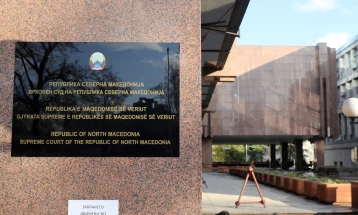 РЕПУБЛИКА СЕВЕРНА МАКЕДОНИЈА
ВРХОВЕН СУД НА РЕПУБЛИКА СЕВЕРНА МАКЕДОНИЈА
REPUBLIKA E MAQEDONISË SË VERIUT
GJYKATA SUPREME E REPUBLIKËS SË MAQEDONISË SË VERIUT
REPUBLIC OF NORTH MACEDONIA
SUPREME COURT OF THE REPUBLIC OF NORTH MACEDONIA